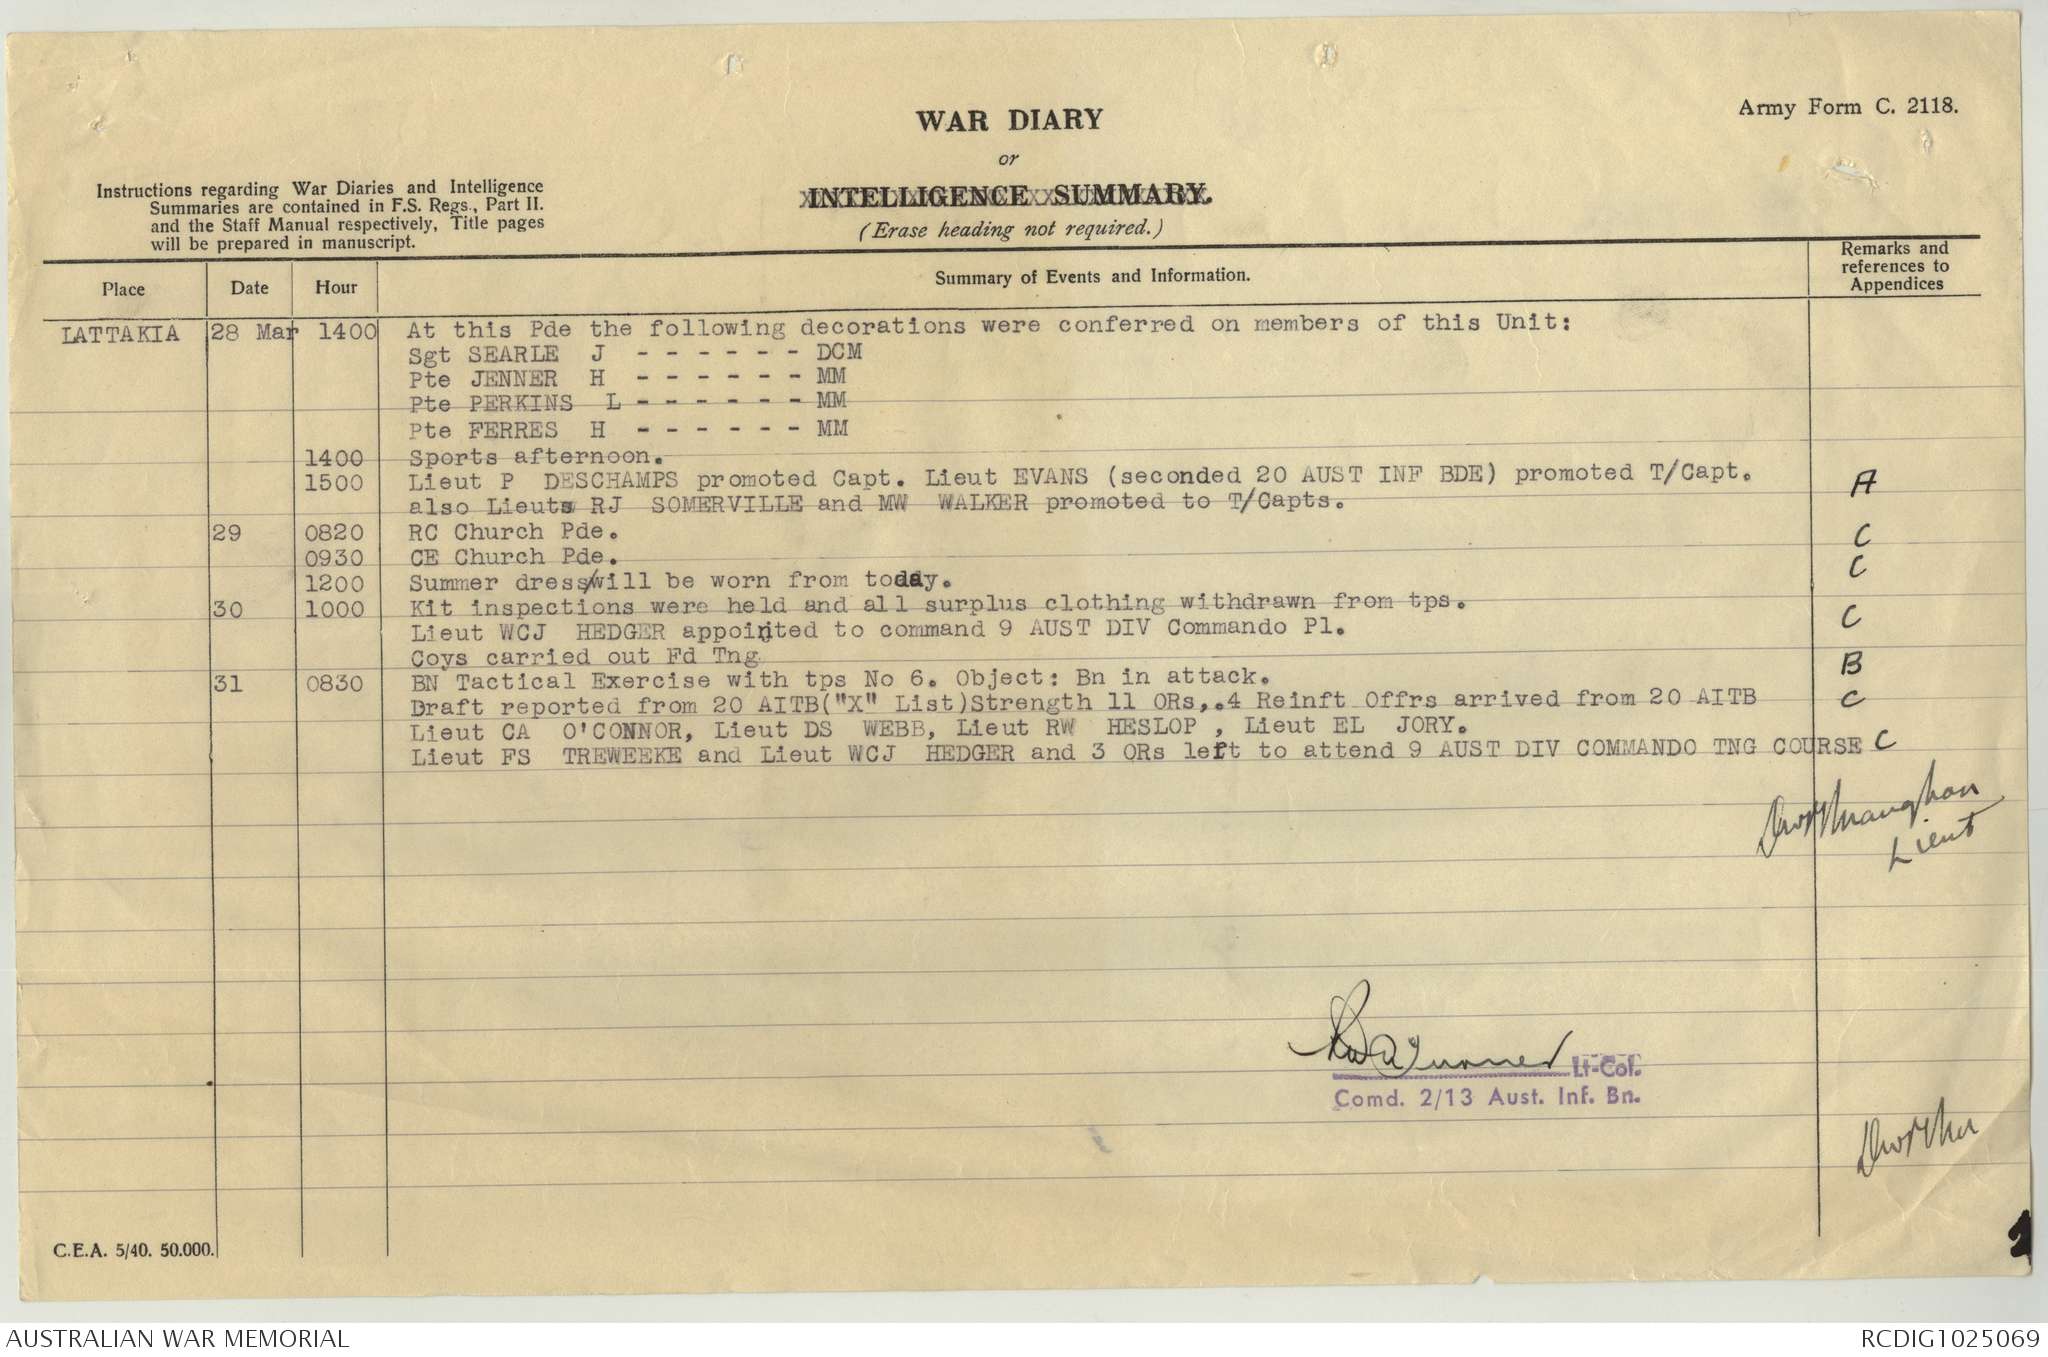 Army Form C. 2118.
WAR DIARY
or
INTELLIGENCE SUMMARY.
(Erase heading not required.)
Instructions regarding War Diaries and Intelligence
Summaries are contained in F.S. Regs., Part II.
and the Staff Manual respectively, Title pages
will be prepared in manuscript.
Place Date Hour Summary of Events and Information. Remarks and references to Appendices
LATTAKIA 28 Mar 1400 At this Pde the following decorations were conferred on members of this Unit:
Sgt SEARLE J - - - - - - DCM
Pte JENNER H - - - - - - MM
Pte PERKINS L - - - - - - MM
Pte FERRES H - - - - - - MM
1400 Sports afternoon.
1500 Lieut P DESCHAMPS promoted Capt. Lieut EVANS (seconded 20 AUST INF BDE) promoted T/Capt. A
also Lieuts RJ SOMERVILLE and MW WALKER promoted to T/Capts.
29 0820 RC Church Pde. C
0930 CE Church Pde. C
1200 Summer dress/will be worn from today.
30 1000 Kit inspections were held and all surplus clothing withdrawn from tps. C
Lieut WCJ HEDGER appointed to command 9 AUST DIV Commando Pl.
Coys carried out Fd Tng B
31 0830 BN Tactical Exercise with tps No 6. Object: Bn in attack.
Draft reported from 20 AITB("X" List)Strength 11 ORs,.4 Reinft Offrs arrived from 20 AITB C
Lieut CA O'CONNOR, Lieut DS WEBB, Lieut RW HESLOP , Lieut EL JORY.
Lieut FS TREWEEKE and Lieut WCJ HEDGER and 3 ORs left to attend 9 AUST DIV COMMANDO TNG COURSE C
Lieut
Turner Lt-Col.
Comd. 2/13 Aust. Inf. Bn.
C.E.A. 5/40. 50.000.
AUSTRALIAN WAR MEMORIAL RCDIG1025069